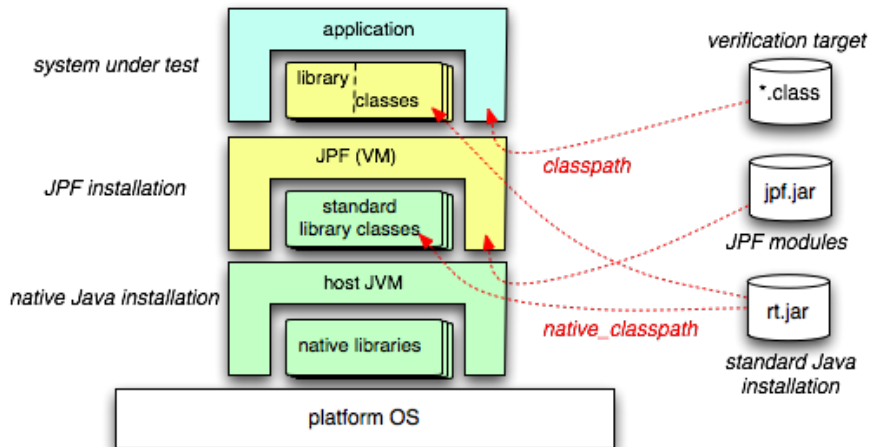 application
system under test
library
classes
JPF (VM)
JPF installation
standard
library classes
host JVM
native Java installation
native libraries
platform OS
verification target
*.class
classpath
jpf.jar
JPF modules
rt.jar
native_classpath
standard Java
installation